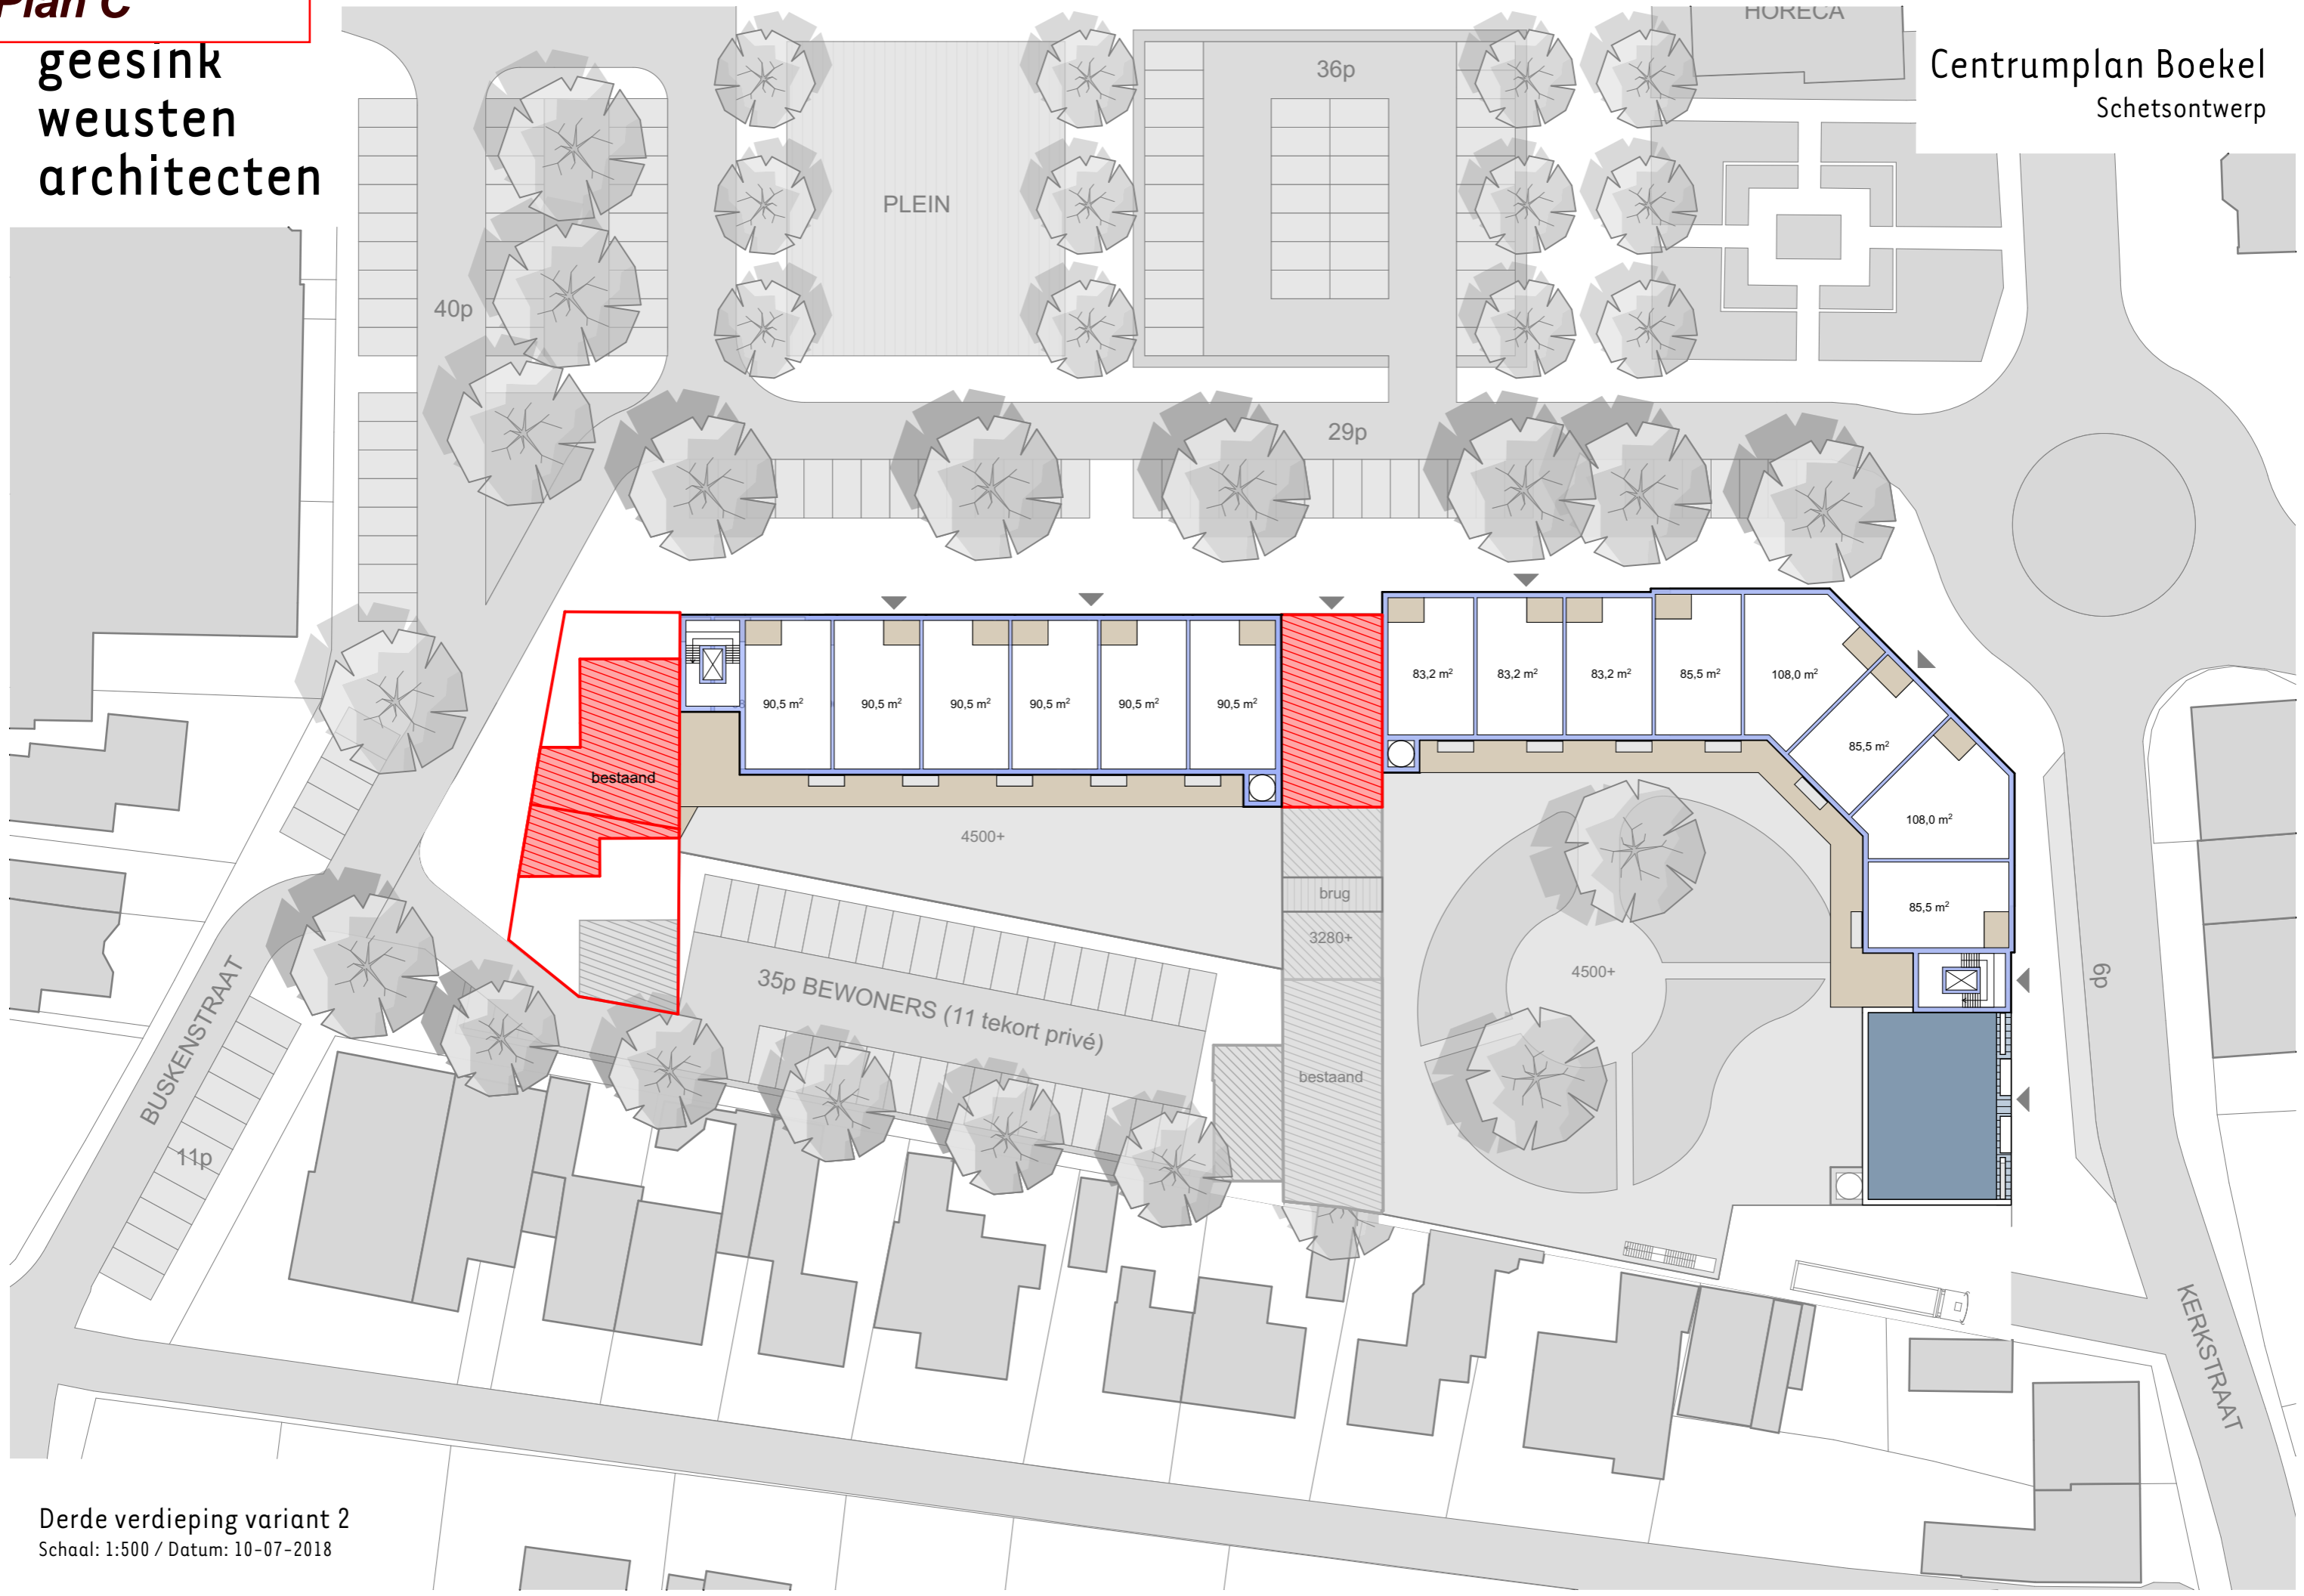 Plan C
geesink
weusten
architecten
HORECA
Centrumplan Boekel
Schetsontwerp
36p
PLEIN
40p
29p
83,2 m²
83,2 m²
83,2 m²
85,5 m²
108,0 m²
90,5 m²
90,5 m²
90,5 m²
90,5 m²
90,5 m²
90,5 m²
85,5 m²
bestaand
108,0 m²
4500+
brug
85,5 m²
3280+
4500+
6p
35p BEWONERS (11 tekort privé)
BUSKENSTRAAT
bestaand
11p
KERKSTRAAT
Derde verdieping variant 2
Schaal: 1:500 / Datum: 10-07-2018